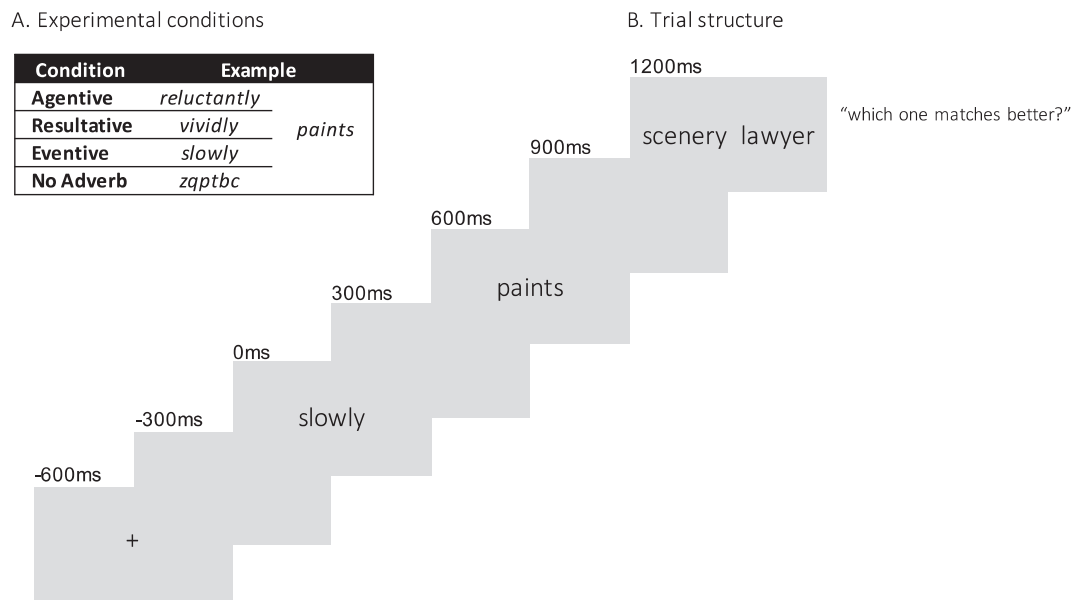 A. Experimental conditions
B. Trial structure
Condition Example
Agentive reluctantly
Resultative vividly
paints
Eventive slowly
No Adverb zqptbc
1200ms
scenery lawyer
“which one matches better?”
900ms
600ms
paints
300ms
0ms
slowly
-300ms
-600ms
+